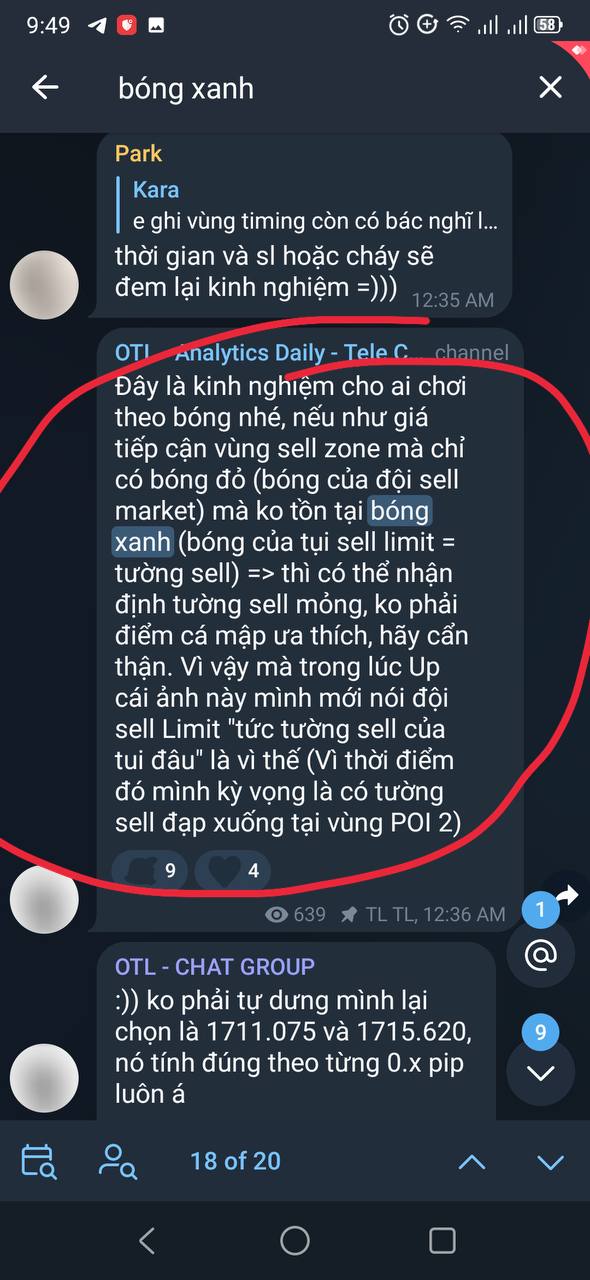 9:49
58
bóng xanh
Park
Kara
e ghi vùng timing còn có bác nghĩ l...
thời gian và sl hoặc cháy sẽ
đem lại kinh nghiệm =)))
12:35 AM
OTL - Analytics Daily - Tele C... channel
Đây là kinh nghiệm cho ai chơi
theo bóng nhé, nếu như giá
tiếp cận vùng sell zone mà chỉ
có bóng đỏ (bóng của đội sell
market) mà ko tồn tại bóng
xanh (bóng của tụi sell limit =
tường sell) => thì có thể nhận
định tường sell mỏng, ko phải
điểm cá mập ưa thích, hãy cẩn
thận. Vì vậy mà trong lúc Up
cái ảnh này mình mới nói đội
sell Limit "tức tường sell của
tui đâu" là vì thế (Vì thời điểm
đó mình kỳ vọng là có tường
sell đạp xuống tại vùng POI 2)
9 4
639 TL TL, 12:36 AM
1
OTL - CHAT GROUP
:)) ko phải tự dưng mình lại
chọn là 1711.075 và 1715.620,
nó tính đúng theo từng 0.x pip
luôn á
9
18 of 20